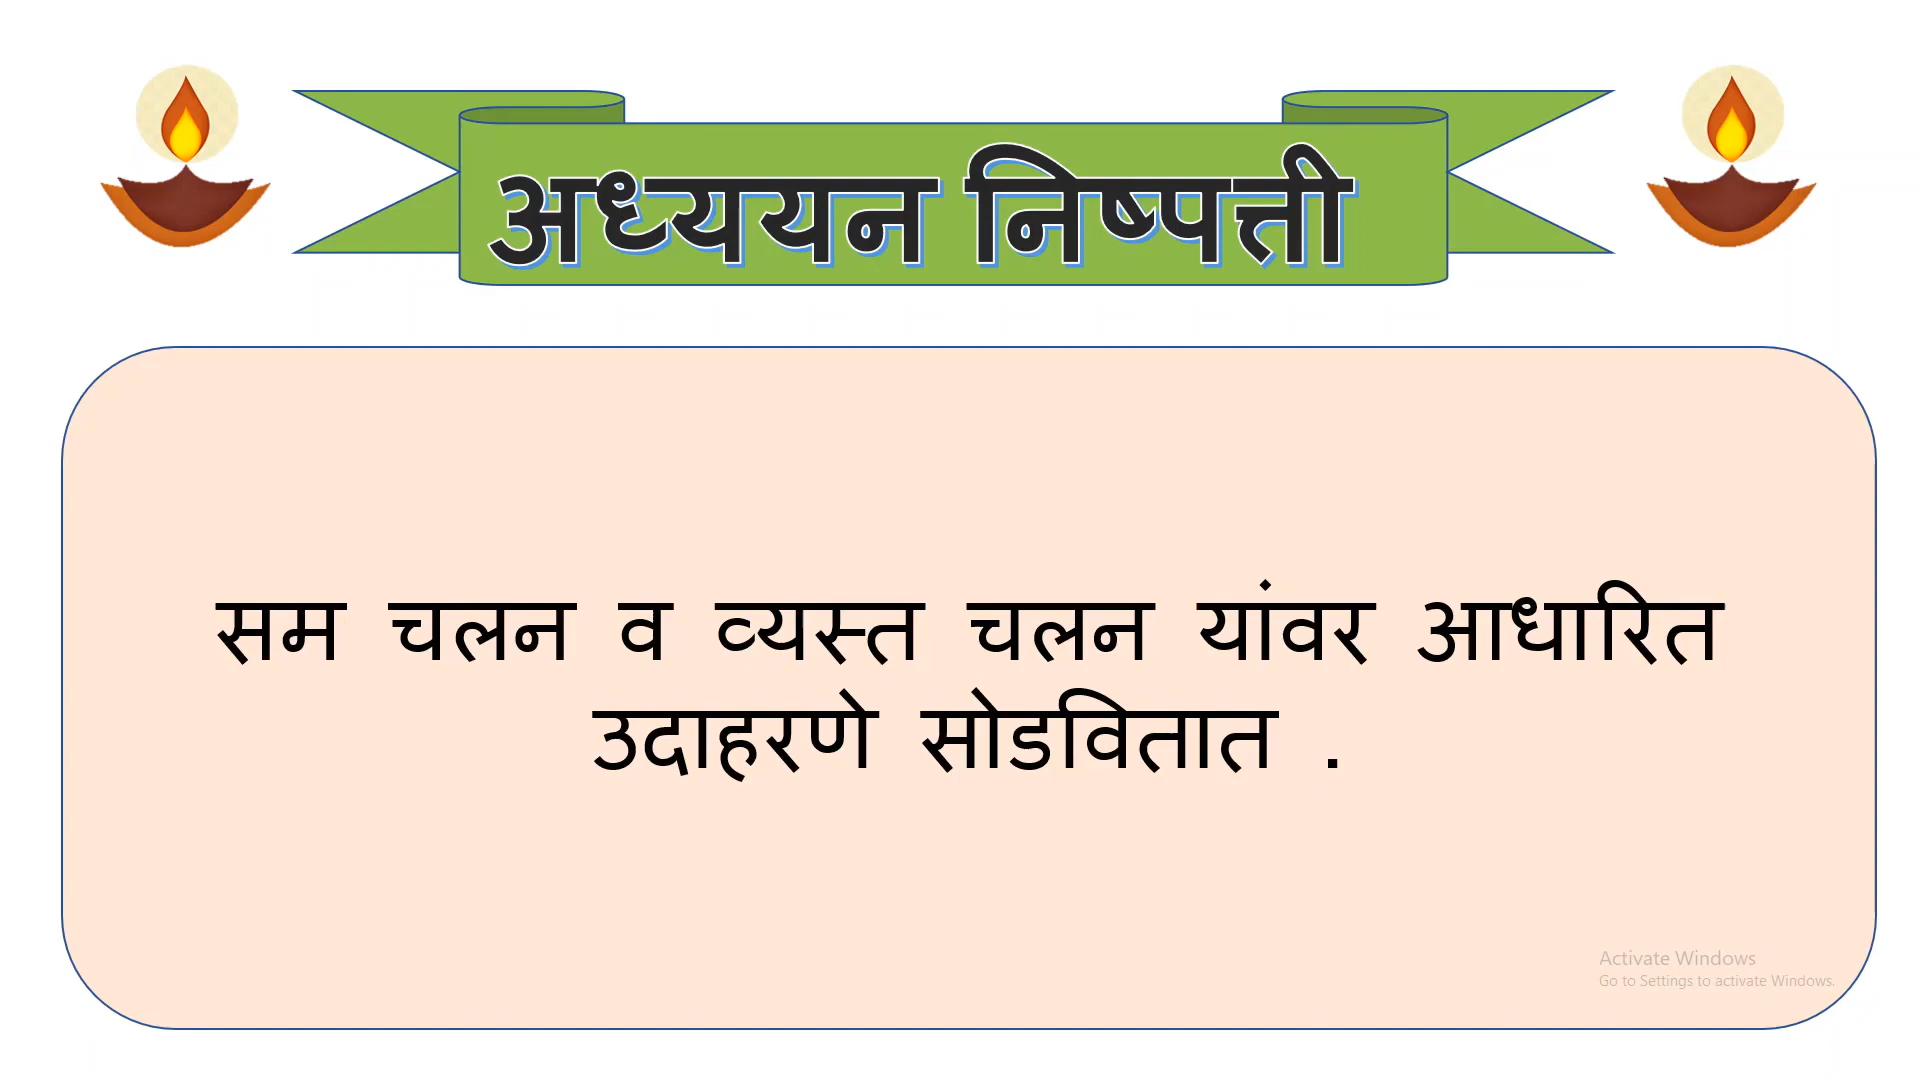 अध्ययन निष्पत्ती
सम चलन व व्यस्त चलन यांवर आधारित
उदाहरणे सोडवितात .
Activate Windows
Go to Settings to activate Windows.